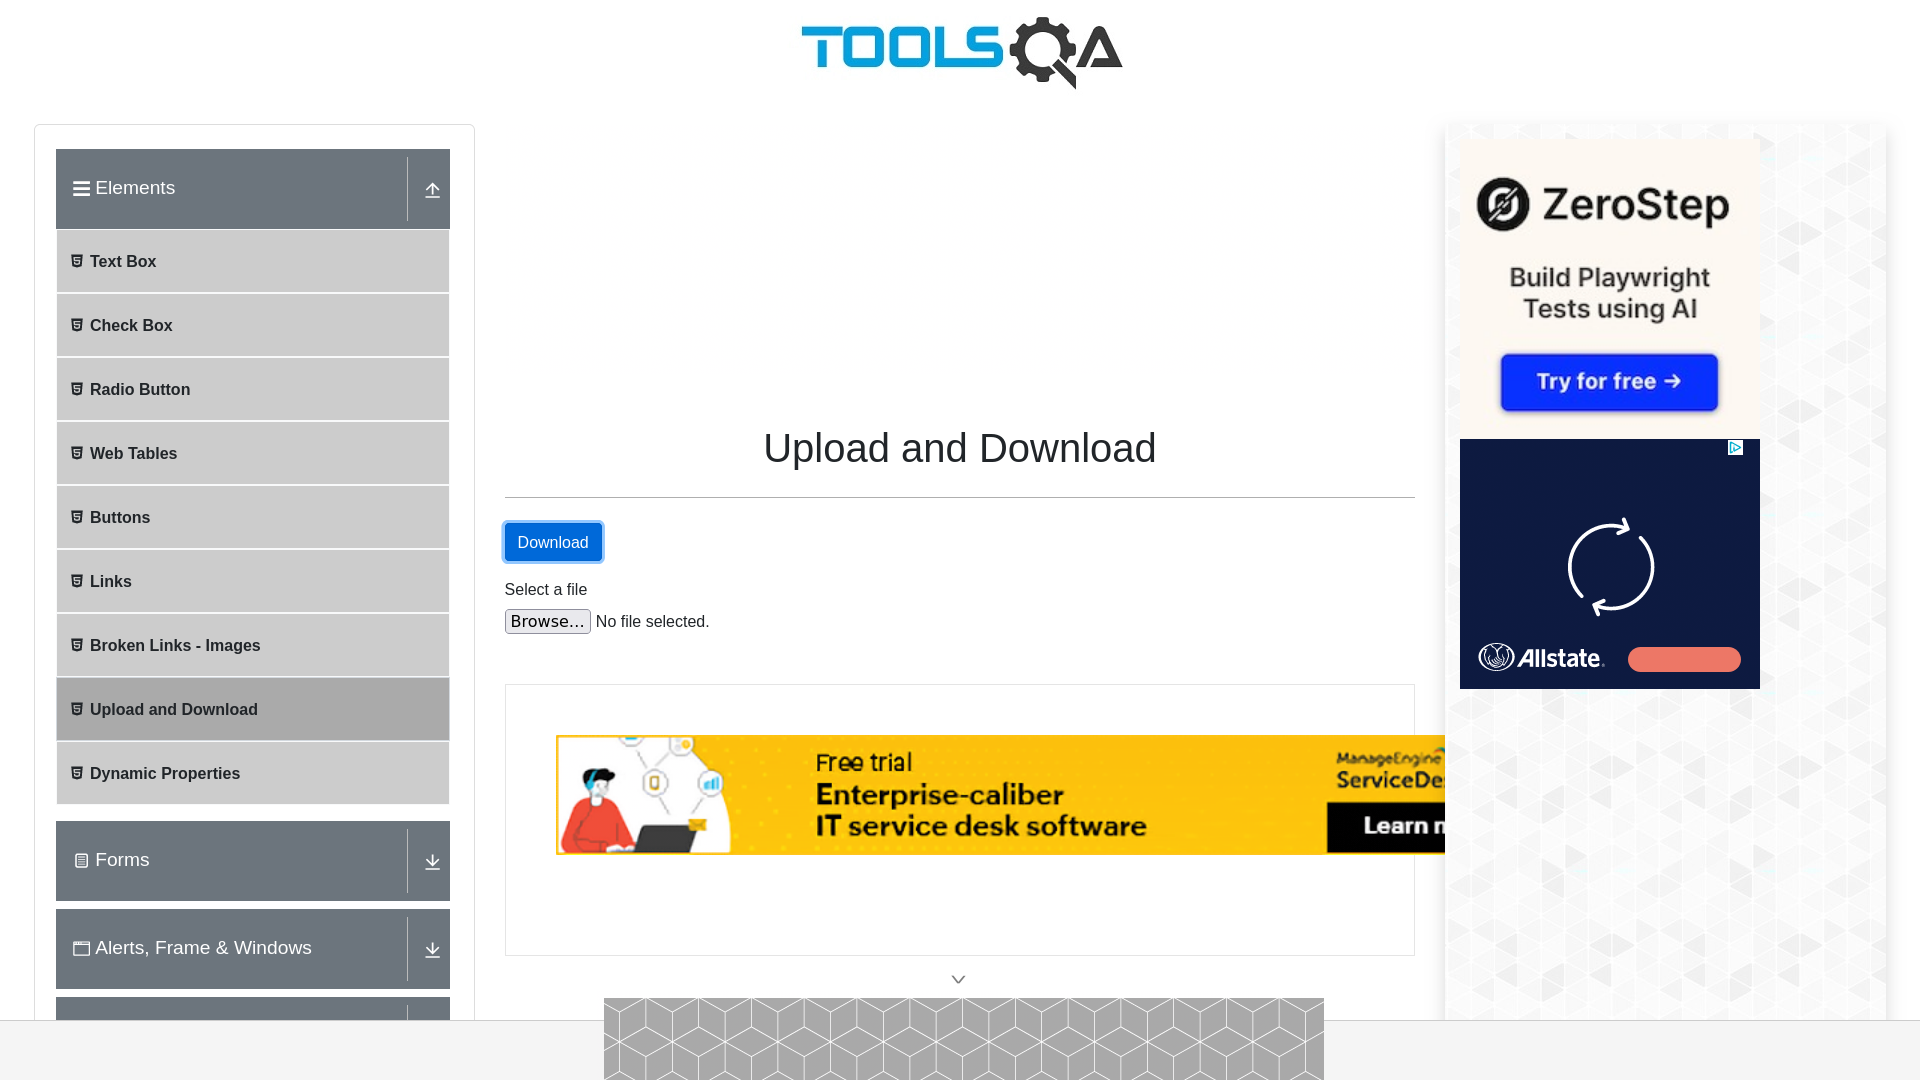 TOOLSQA
Elements
Text Box
Check Box
Radio Button
Web Tables
Buttons
Links
Broken Links - Images
Upload and Download
Dynamic Properties
Forms
Alerts, Frame & Windows
Upload and Download
Download
Select a file
Browse... No file selected.
Free trial
Enterprise-caliber
IT service desk software
ManageEngine
ServiceDes
Learn
ZeroStep
Build Playwright
Tests using AI
Try for free →
Allstate